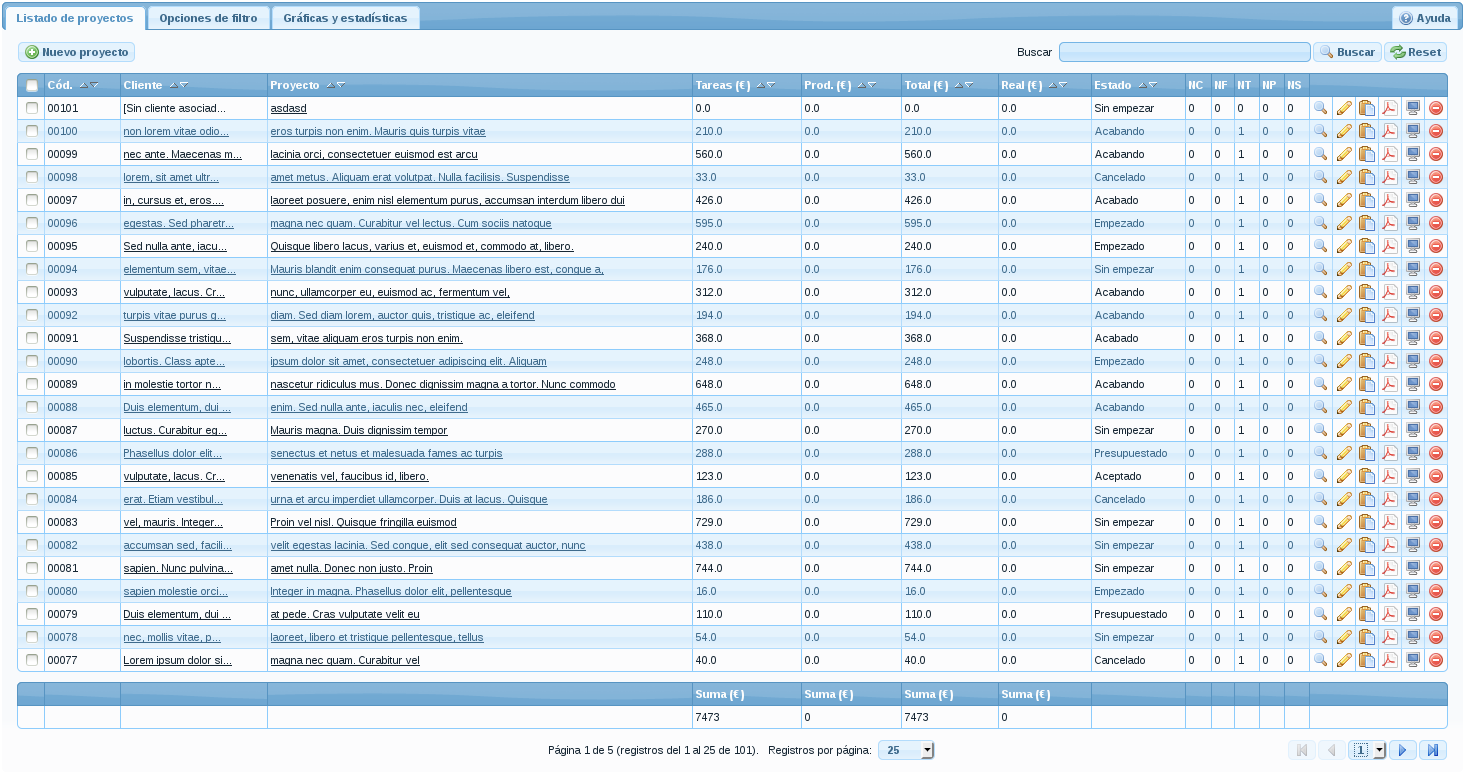 Listado de proyectos Opciones de filtro Gráficas y estadísticas Ayuda
Nuevo proyecto Buscar Buscar Reset
Cód. Cliente Proyecto Tareas (€) Prod. (€) Total (€) Real (€) Estado NC NF NT NP NS
00101 [Sin cliente asociad... asdasd 0.0 0.0 0.0 0.0 Sin empezar 0 0 0 0 0
00100 non lorem vitae odio... eros turpis non enim. Mauris quis turpis vitae 210.0 0.0 210.0 0.0 Acabando 0 0 1 0 0
00099 nec ante. Maecenas m... lacinia orci, consectetuer euismod est arcu 560.0 0.0 560.0 0.0 Acabando 0 0 1 0 0
00098 lorem, sit amet ultr... amet metus. Aliquam erat volutpat. Nulla facilisis. Suspendisse 33.0 0.0 33.0 0.0 Cancelado 0 0 1 0 0
00097 in, cursus et, eros.... laoreet posuere, enim nisl elementum purus, accumsan interdum libero dui 426.0 0.0 426.0 0.0 Acabado 0 0 1 0 0
00096 egestas. Sed pharetr... magna nec quam. Curabitur vel lectus. Cum sociis natoque 595.0 0.0 595.0 0.0 Empezado 0 0 1 0 0
00095 Sed nulla ante, iacu... Quisque libero lacus, varius et, euismod et, commodo at, libero. 240.0 0.0 240.0 0.0 Empezado 0 0 1 0 0
00094 elementum sem, vitae... Mauris blandit enim consequat purus. Maecenas libero est, congue a, 176.0 0.0 176.0 0.0 Sin empezar 0 0 1 0 0
00093 vulputate, lacus. Cr... nunc, ullamcorper eu, euismod ac, fermentum vel, 312.0 0.0 312.0 0.0 Acabando 0 0 1 0 0
00092 turpis vitae purus g... diam. Sed diam lorem, auctor quis, tristique ac, eleifend 194.0 0.0 194.0 0.0 Acabando 0 0 1 0 0
00091 Suspendisse tristiqu... sem, vitae aliquam eros turpis non enim. 368.0 0.0 368.0 0.0 Acabado 0 0 1 0 0
00090 lobortis. Class apte... ipsum dolor sit amet, consectetuer adipiscing elit. Aliquam 248.0 0.0 248.0 0.0 Empezado 0 0 1 0 0
00089 in molestie tortor n... nascetur ridiculus mus. Donec dignissim magna a tortor. Nunc commodo 648.0 0.0 648.0 0.0 Acabando 0 0 1 0 0
00088 Duis elementum, dui ... enim. Sed nulla ante, iaculis nec, eleifend 465.0 0.0 465.0 0.0 Acabando 0 0 1 0 0
00087 luctus. Curabitur eg... Mauris magna. Duis dignissim tempor 270.0 0.0 270.0 0.0 Sin empezar 0 0 1 0 0
00086 Phasellus dolor elit... senectus et netus et malesuada fames ac turpis 288.0 0.0 288.0 0.0 Presupuestado 0 0 1 0 0
00085 vulputate, lacus. Cr... venenatis vel, faucibus id, libero. 123.0 0.0 123.0 0.0 Aceptado 0 0 1 0 0
00084 erat. Etiam vestibul... urna et arcu imperdiet ullamcorper. Duis at lacus. Quisque 186.0 0.0 186.0 0.0 Cancelado 0 0 1 0 0
00083 vel, mauris. Integer... Proin vel nisl. Quisque fringilla euismod 729.0 0.0 729.0 0.0 Sin empezar 0 0 1 0 0
00082 accumsan sed, facili... velit egestas lacinia. Sed congue, elit sed consequat auctor, nunc 438.0 0.0 438.0 0.0 Sin empezar 0 0 1 0 0
00081 sapien. Nunc pulvina... amet nulla. Donec non justo. Proin 744.0 0.0 744.0 0.0 Sin empezar 0 0 1 0 0
00080 sapien molestie orci... Integer in magna. Phasellus dolor elit, pellentesque 16.0 0.0 16.0 0.0 Empezado 0 0 1 0 0
00079 Duis elementum, dui ... at pede. Cras vulputate velit eu 110.0 0.0 110.0 0.0 Presupuestado 0 0 1 0 0
00078 nec, mollis vitae, p... laoreet, libero et tristique pellentesque, tellus 54.0 0.0 54.0 0.0 Sin empezar 0 0 1 0 0
00077 Lorem ipsum dolor si... magna nec quam. Curabitur vel 40.0 0.0 40.0 0.0 Cancelado 0 0 1 0 0
Suma (€) Suma (€) Suma (€) Suma (€)
7473 0 7473 0
Página 1 de 5 (registros del 1 al 25 de 101). Registros por página: 25 1